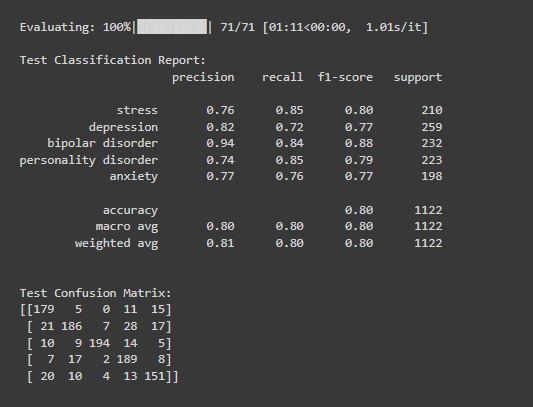 Evaluating: 100%|██████████| 71/71 [01:11<00:00,  1.01s/it]
Test Classification Report:
                      precision    recall  f1-score   support
             stress       0.76      0.85      0.80       210
         depression       0.82      0.72      0.77       259
   bipolar disorder       0.94      0.84      0.88       232
personality disorder       0.74      0.85      0.79       223
            anxiety       0.77      0.76      0.77       198
           accuracy                           0.80      1122
          macro avg       0.80      0.80      0.80      1122
       weighted avg       0.81      0.80      0.80      1122
Test Confusion Matrix:
[[179   5   0  11  15]
 [ 21 186   7  28  17]
 [ 10   9 194  14   5]
 [  7  17   2 189   8]
 [ 20  10   4  13 151]]